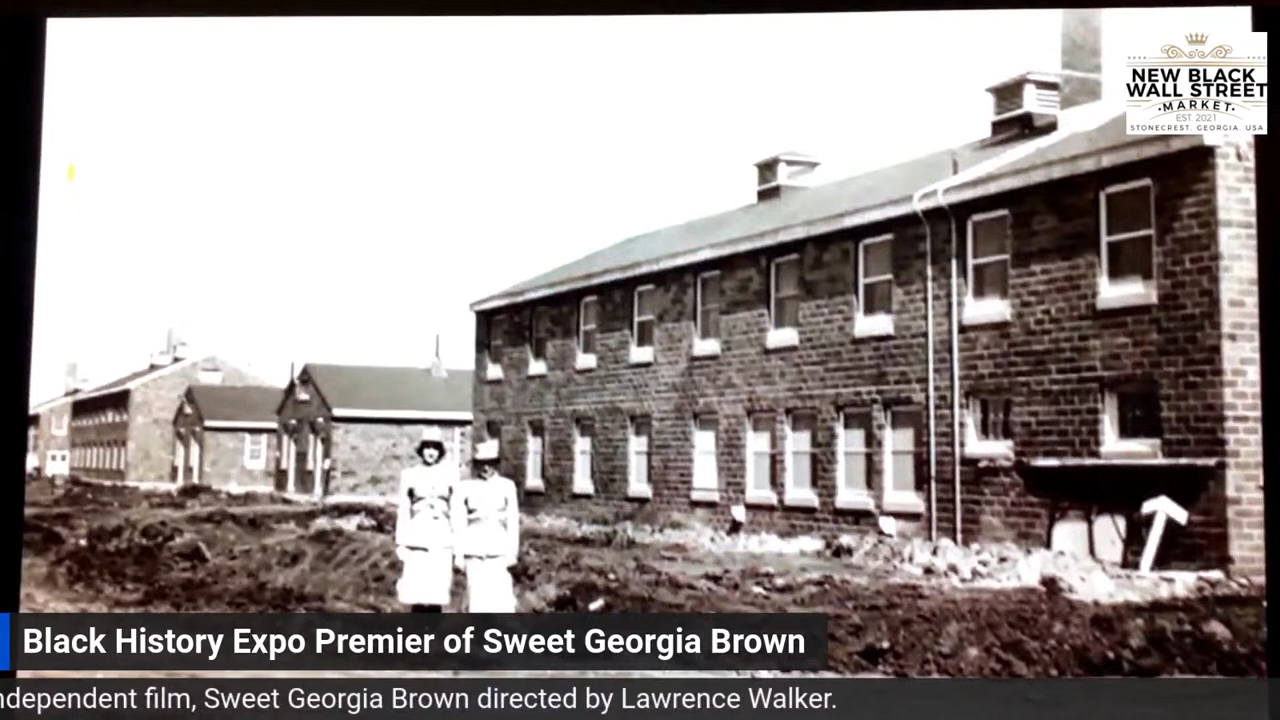 NEW BLACK
WALL STREET
MARKET
EST. 2021
STONECREST, GEORGIA, USA
Black History Expo Premier of Sweet Georgia Brown
ndependent film, Sweet Georgia Brown directed by Lawrence Walker.